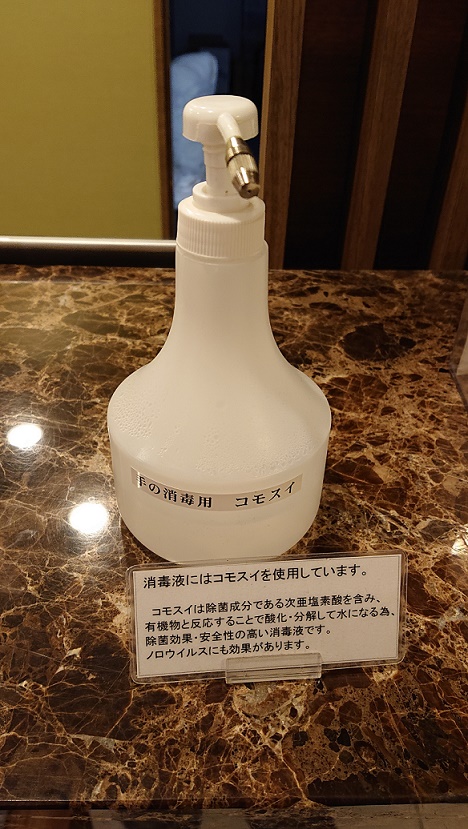 手の消毒用 コモスイ
消毒液にはコモスイを使用しています。
コモスイは除菌成分である次亜塩素酸を含み、
有機物と反応することで酸化・分解して水になる為、
除菌効果・安全性の高い消毒液です。
ノロウイルスにも効果があります。